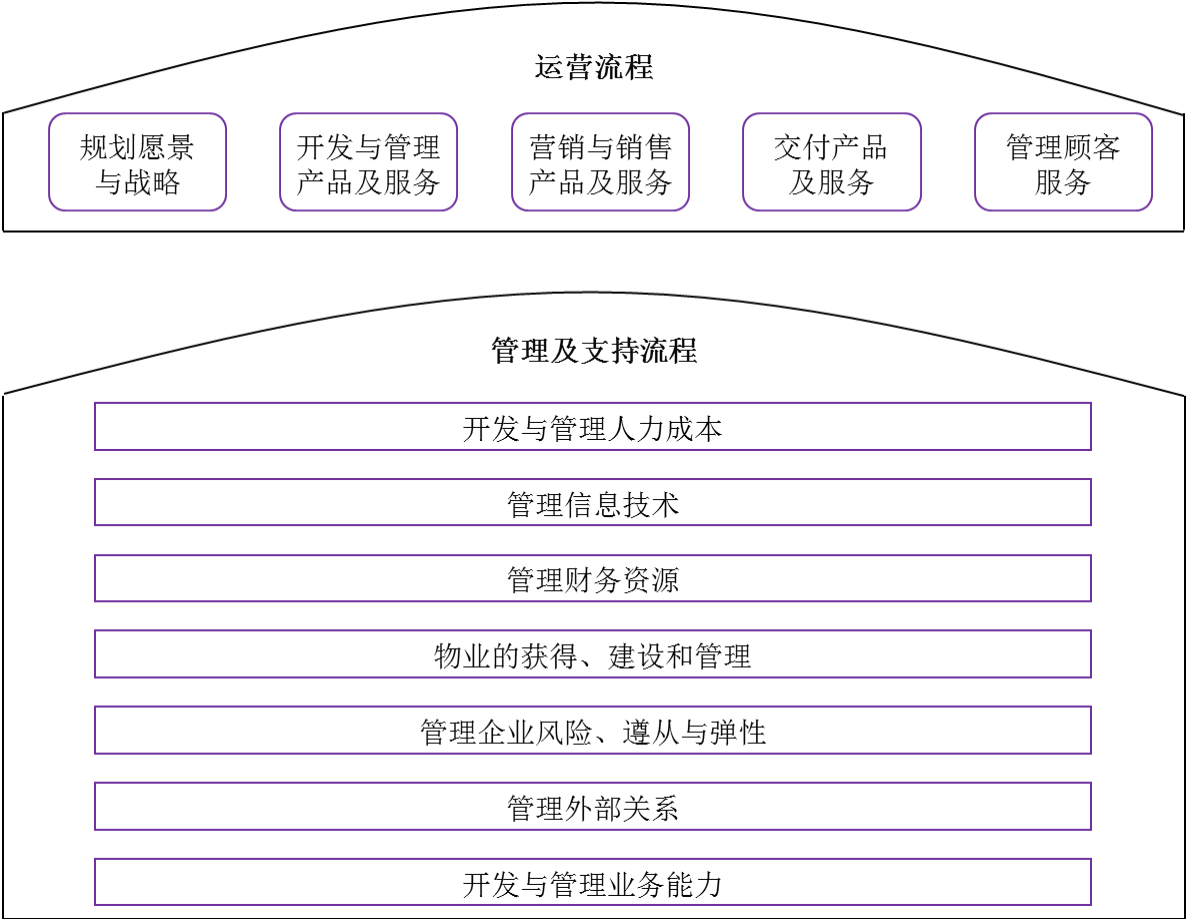 运营流程
规划愿景
与战略
开发与管理
产品及服务
营销与销售
产品及服务
交付产品
及服务
管理顾客
服务
管理及支持流程
开发与管理人力成本
管理信息技术
管理财务资源
物业的获得、建设和管理
管理企业风险、遵从与弹性
管理外部关系
开发与管理业务能力